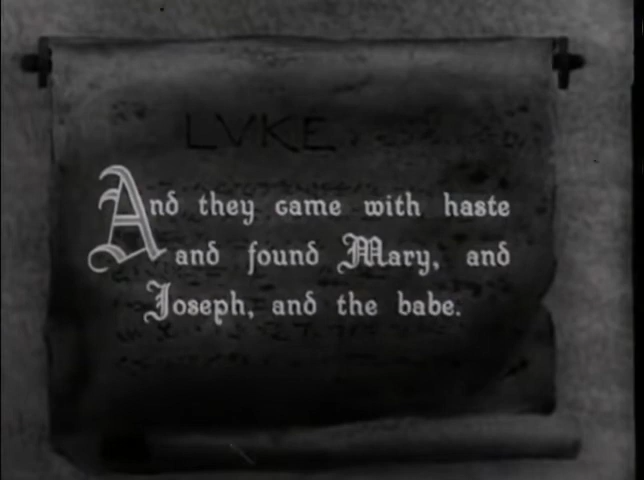 LVKE
And they came with haste
and found Mary, and
Joseph, and the babe.